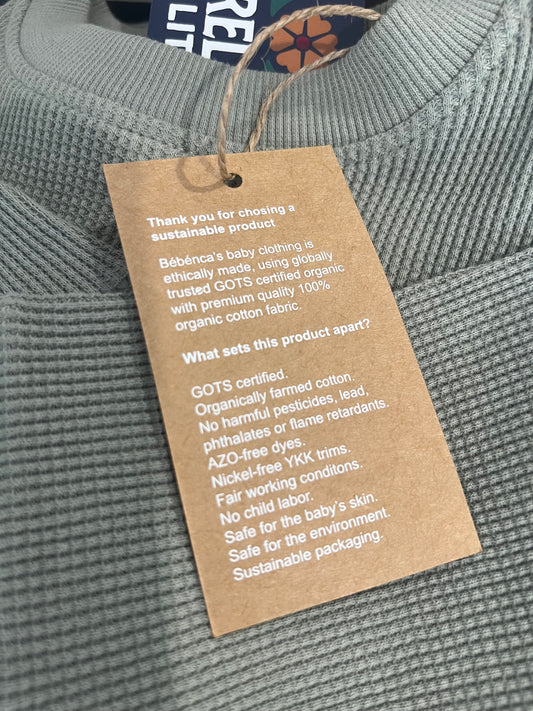 REL
LIT
Thank you for chosing a
sustainable product
Bébénca's baby clothing is
ethically made, using globally
trusted GOTS certified organic
with premium quality 100%
organic cotton fabric.
What sets this product apart?
GOTS certified.
Organically farmed cotton.
No harmful pesticides, lead,
phthalates or flame retardants.
AZO-free dyes.
Nickel-free YKK trims.
Fair working conditons.
No child labor.
Safe for the baby's skin.
Safe for the environment.
Sustainable packaging.